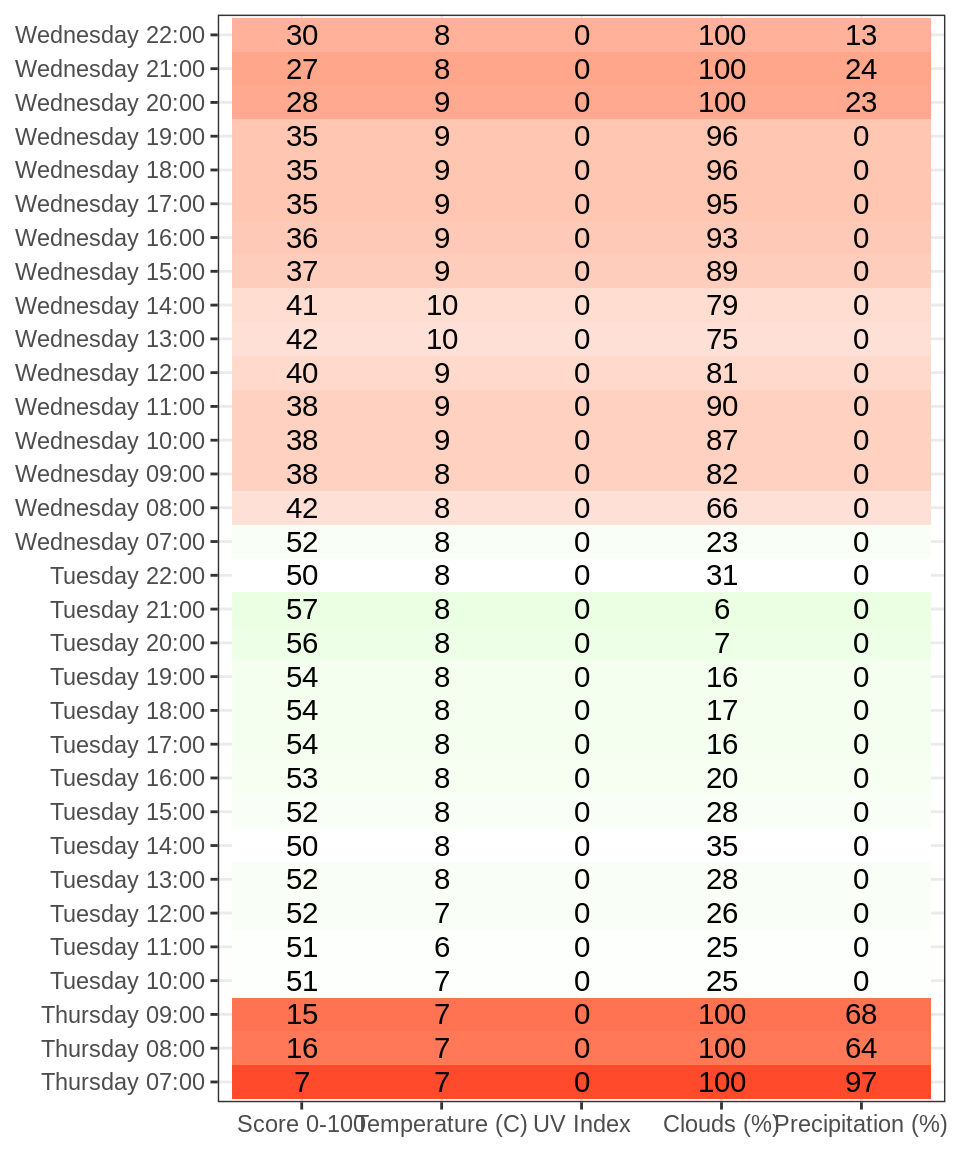 Wednesday 22:00 30 8 0 100 13
Wednesday 21:00 27 8 0 100 24
Wednesday 20:00 28 9 0 100 23
Wednesday 19:00 35 9 0 96 0
Wednesday 18:00 35 9 0 96 0
Wednesday 17:00 35 9 0 95 0
Wednesday 16:00 36 9 0 93 0
Wednesday 15:00 37 9 0 89 0
Wednesday 14:00 41 10 0 79 0
Wednesday 13:00 42 10 0 75 0
Wednesday 12:00 40 9 0 81 0
Wednesday 11:00 38 9 0 90 0
Wednesday 10:00 38 9 0 87 0
Wednesday 09:00 38 8 0 82 0
Wednesday 08:00 42 8 0 66 0
Wednesday 07:00 52 8 0 23 0
Tuesday 22:00 50 8 0 31 0
Tuesday 21:00 57 8 0 6 0
Tuesday 20:00 56 8 0 7 0
Tuesday 19:00 54 8 0 16 0
Tuesday 18:00 54 8 0 17 0
Tuesday 17:00 54 8 0 16 0
Tuesday 16:00 53 8 0 20 0
Tuesday 15:00 52 8 0 28 0
Tuesday 14:00 50 8 0 35 0
Tuesday 13:00 52 8 0 28 0
Tuesday 12:00 52 7 0 26 0
Tuesday 11:00 51 6 0 25 0
Tuesday 10:00 51 7 0 25 0
Thursday 09:00 15 7 0 100 68
Thursday 08:00 16 7 0 100 64
Thursday 07:00 7 7 0 100 97
Score 0-100 Temperature (C) UV Index Clouds (%) Precipitation (%)